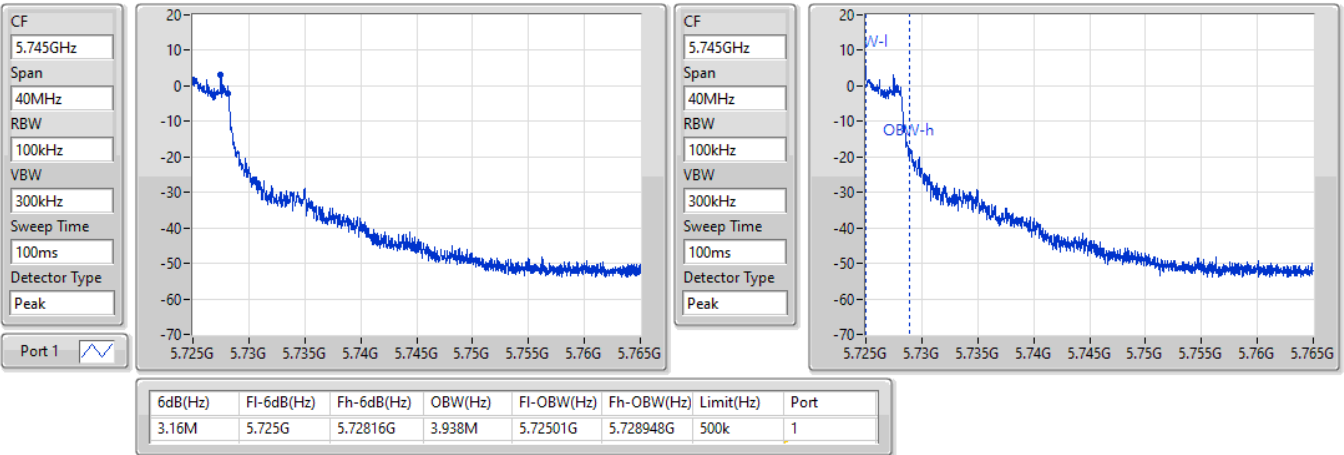 CF
5.745GHz
Span
40MHz
RBW
100kHz
VBW
300kHz
Sweep Time
100ms
Detector Type
Peak
Port 1
20
10
0
-10
-20
-30
-40
-50
-60
-70
5.725G 5.73G 5.735G 5.74G 5.745G 5.75G 5.755G 5.76G 5.765G
CF
5.745GHz
Span
40MHz
RBW
100kHz
VBW
300kHz
Sweep Time
100ms
Detector Type
Peak
20
10
0
-10
-20
-30
-40
-50
-60
-70
W-l
OBW-h
5.725G 5.73G 5.735G 5.74G 5.745G 5.75G 5.755G 5.76G 5.765G
6dB(Hz) Fl-6dB(Hz) Fh-6dB(Hz) OBW(Hz) Fl-OBW(Hz) Fh-OBW(Hz) Limit(Hz) Port
3.16M 5.725G 5.72816G 3.938M 5.72501G 5.728948G 500k 1